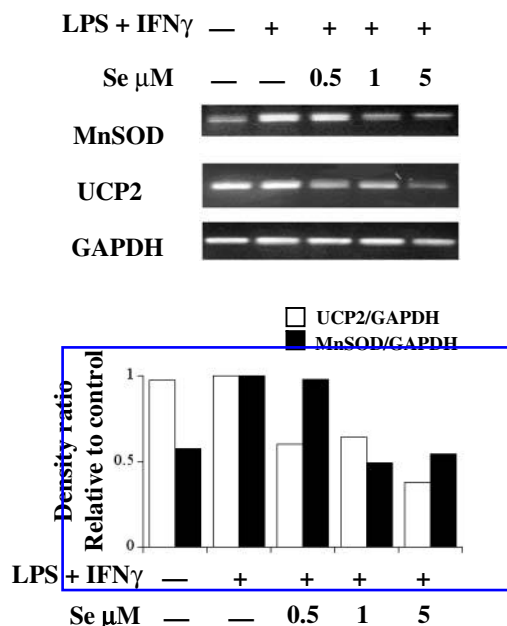 LPS + IFNγ — + + + +
Se μM — — 0.5 1 5
MnSOD
UCP2
GAPDH
UCP2/GAPDH
MnSOD/GAPDH
Density ratio
Relative to control
1
0.5
0
LPS + IFNγ — + + + +
Se μM — — 0.5 1 5